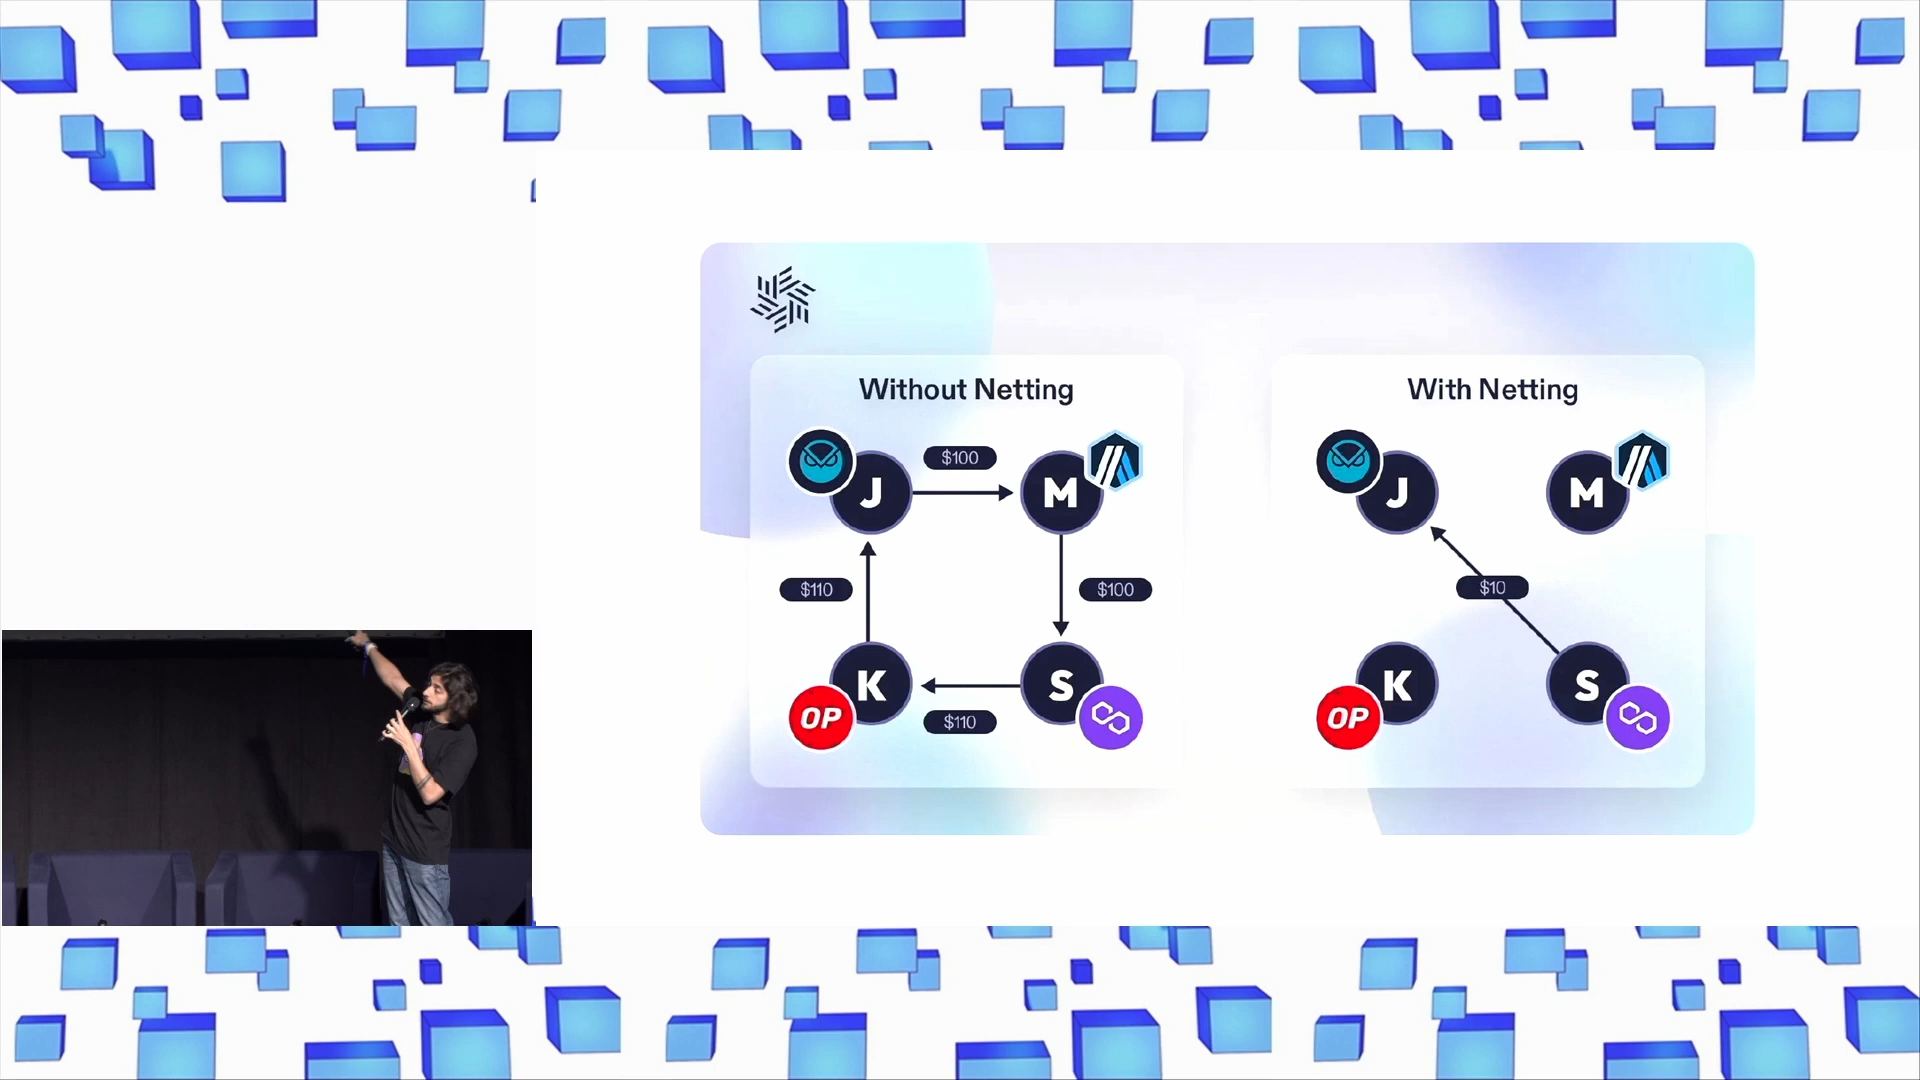 Without Netting
J
$100
M
$110
$100
K
OP
$110
S
With Netting
J
M
$10
K
OP
S